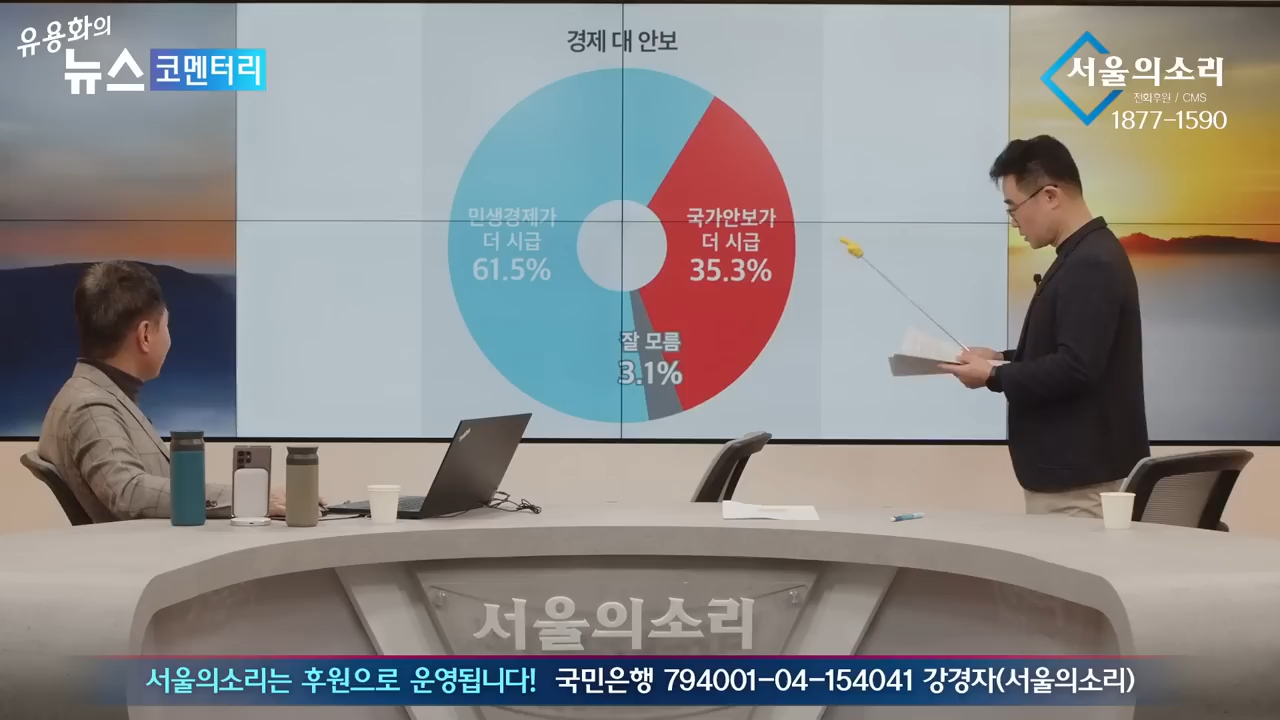 유용화의
뉴스 코멘터리
경제 대 안보
서울의소리
전화후원 / CMS
1877-1590
민생경제가
더 시급
61.5%
국가안보가
더 시급
35.3%
잘 모름
3.1%
서울의소리
서울의소리는 후원으로 운영됩니다! 국민은행 794001-04-154041 강경자(서울의소리)